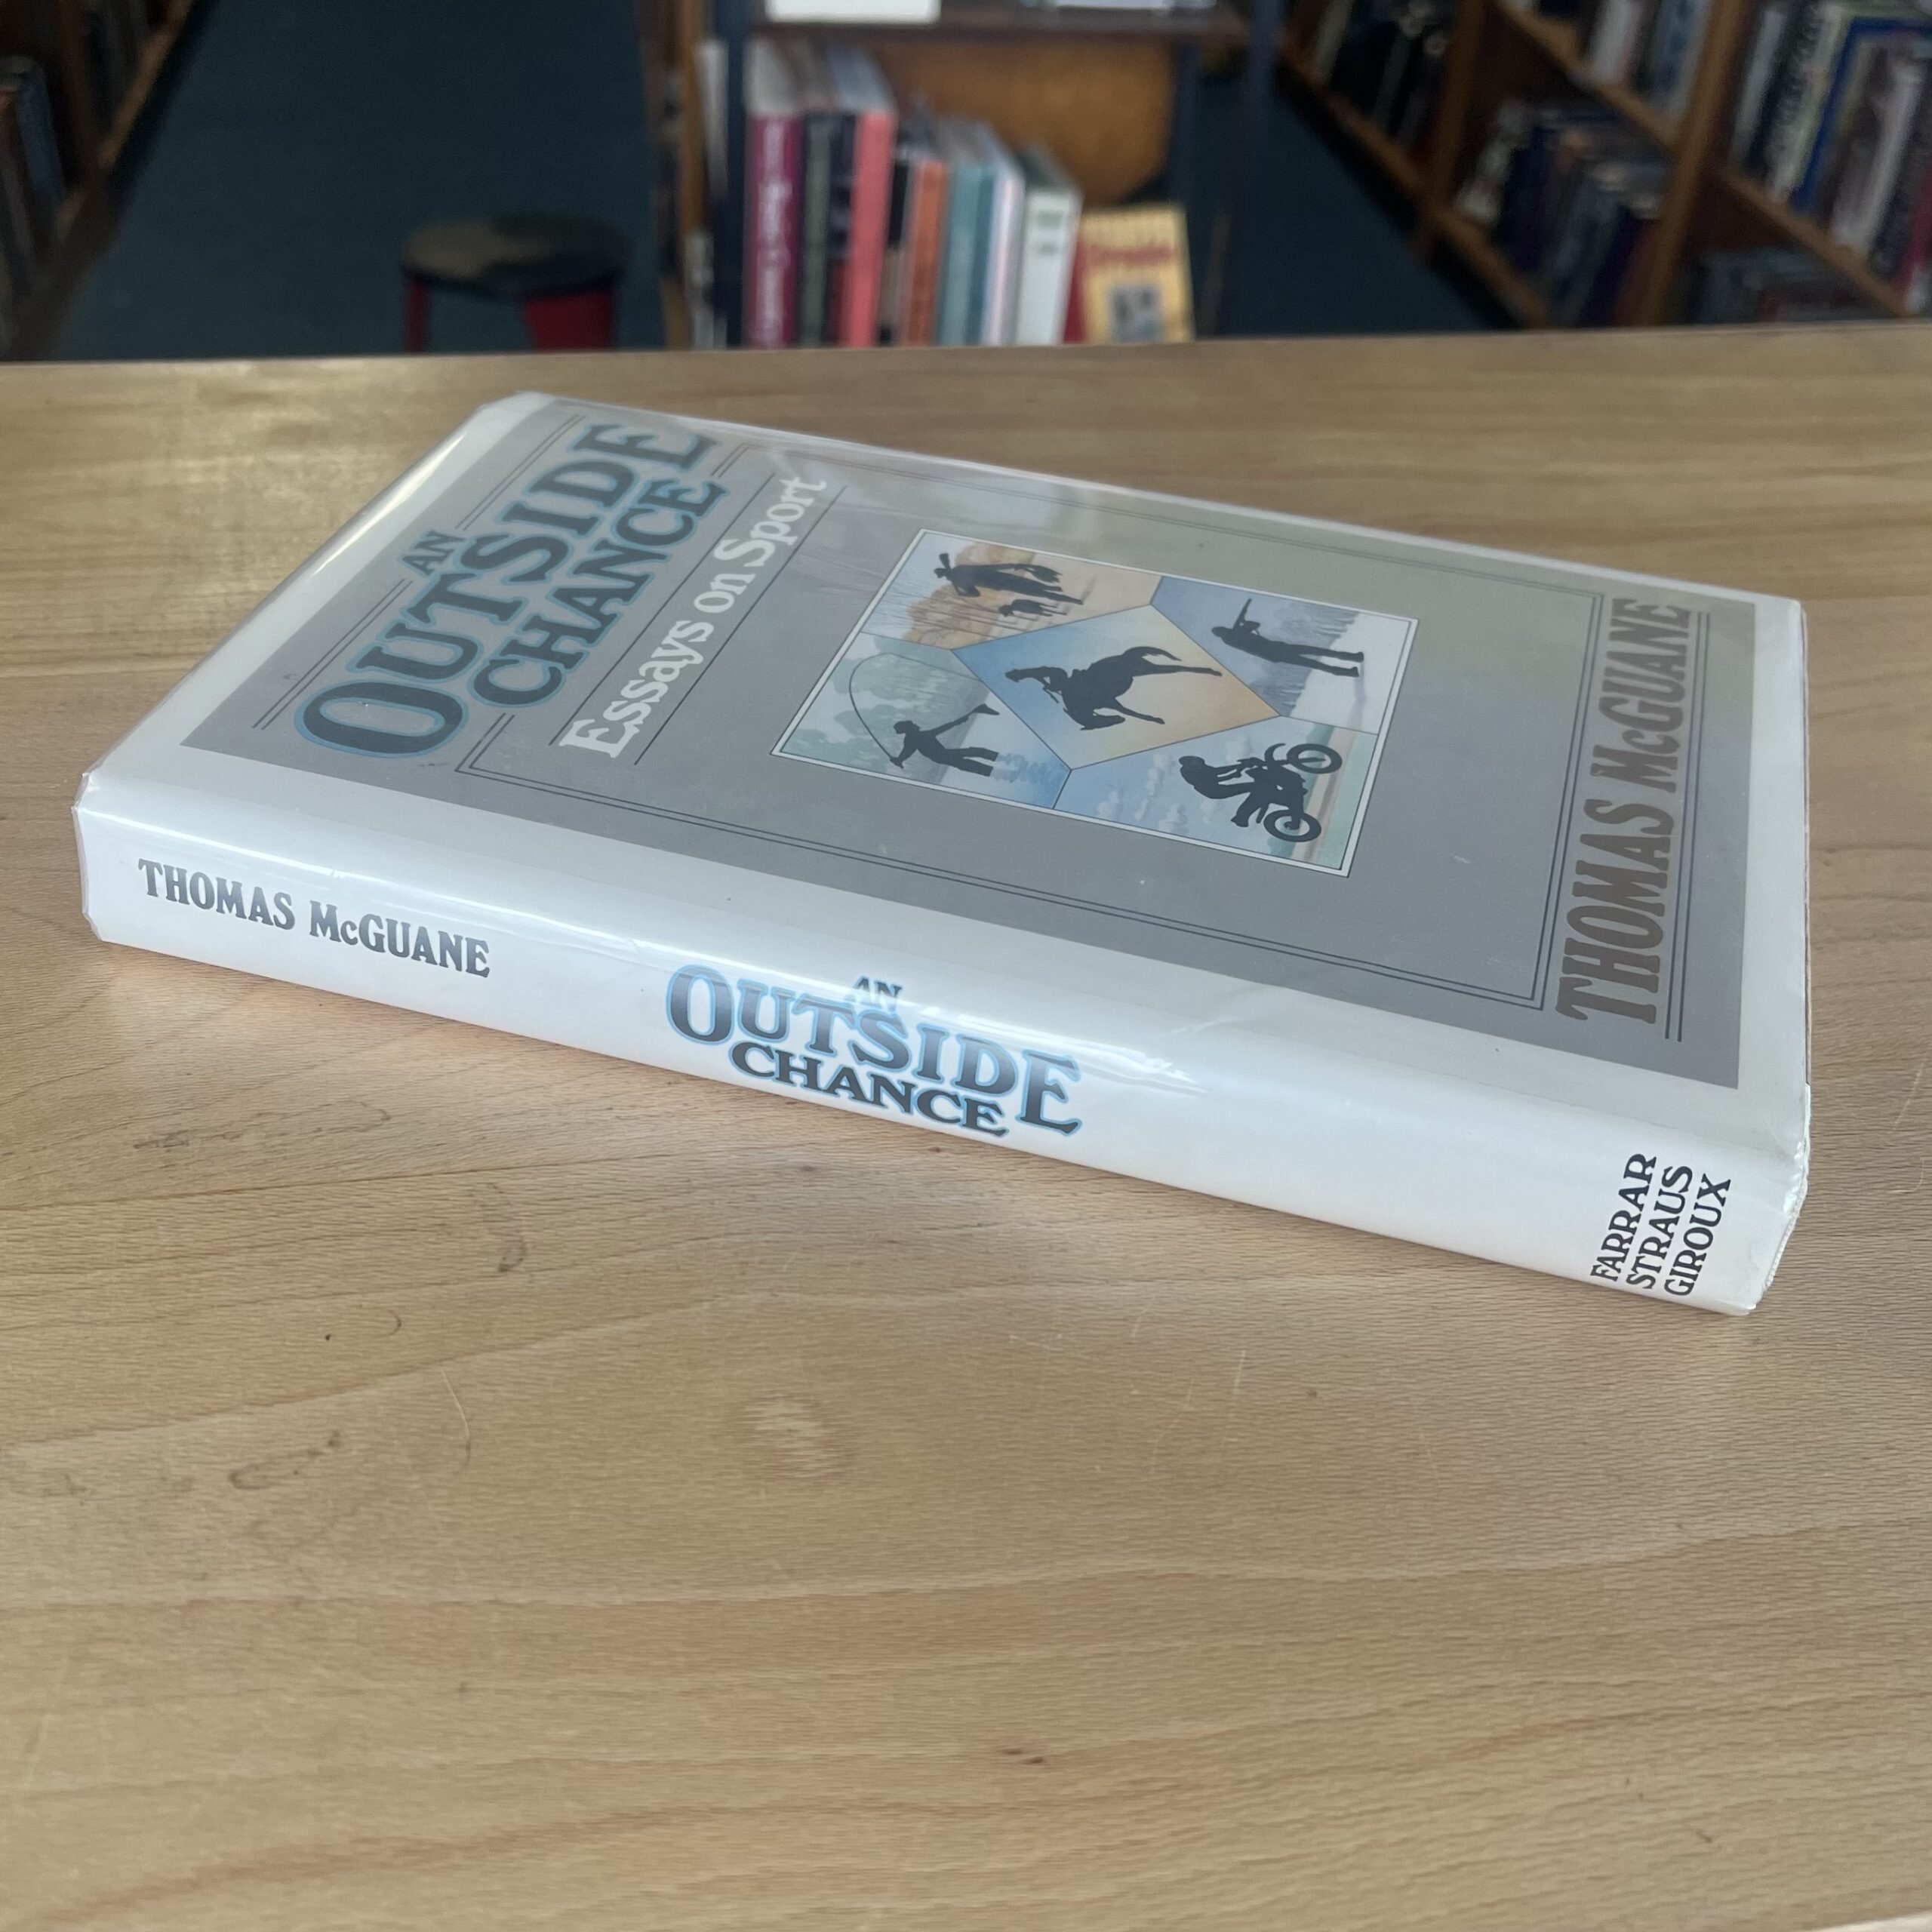 AN
OUTSIDE
CHANCE
Essays on Sport
THOMAS McGUANE
THOMAS McGUANE
AN
OUTSIDE
CHANCE
FARRAR
STRAUS
GIROUX